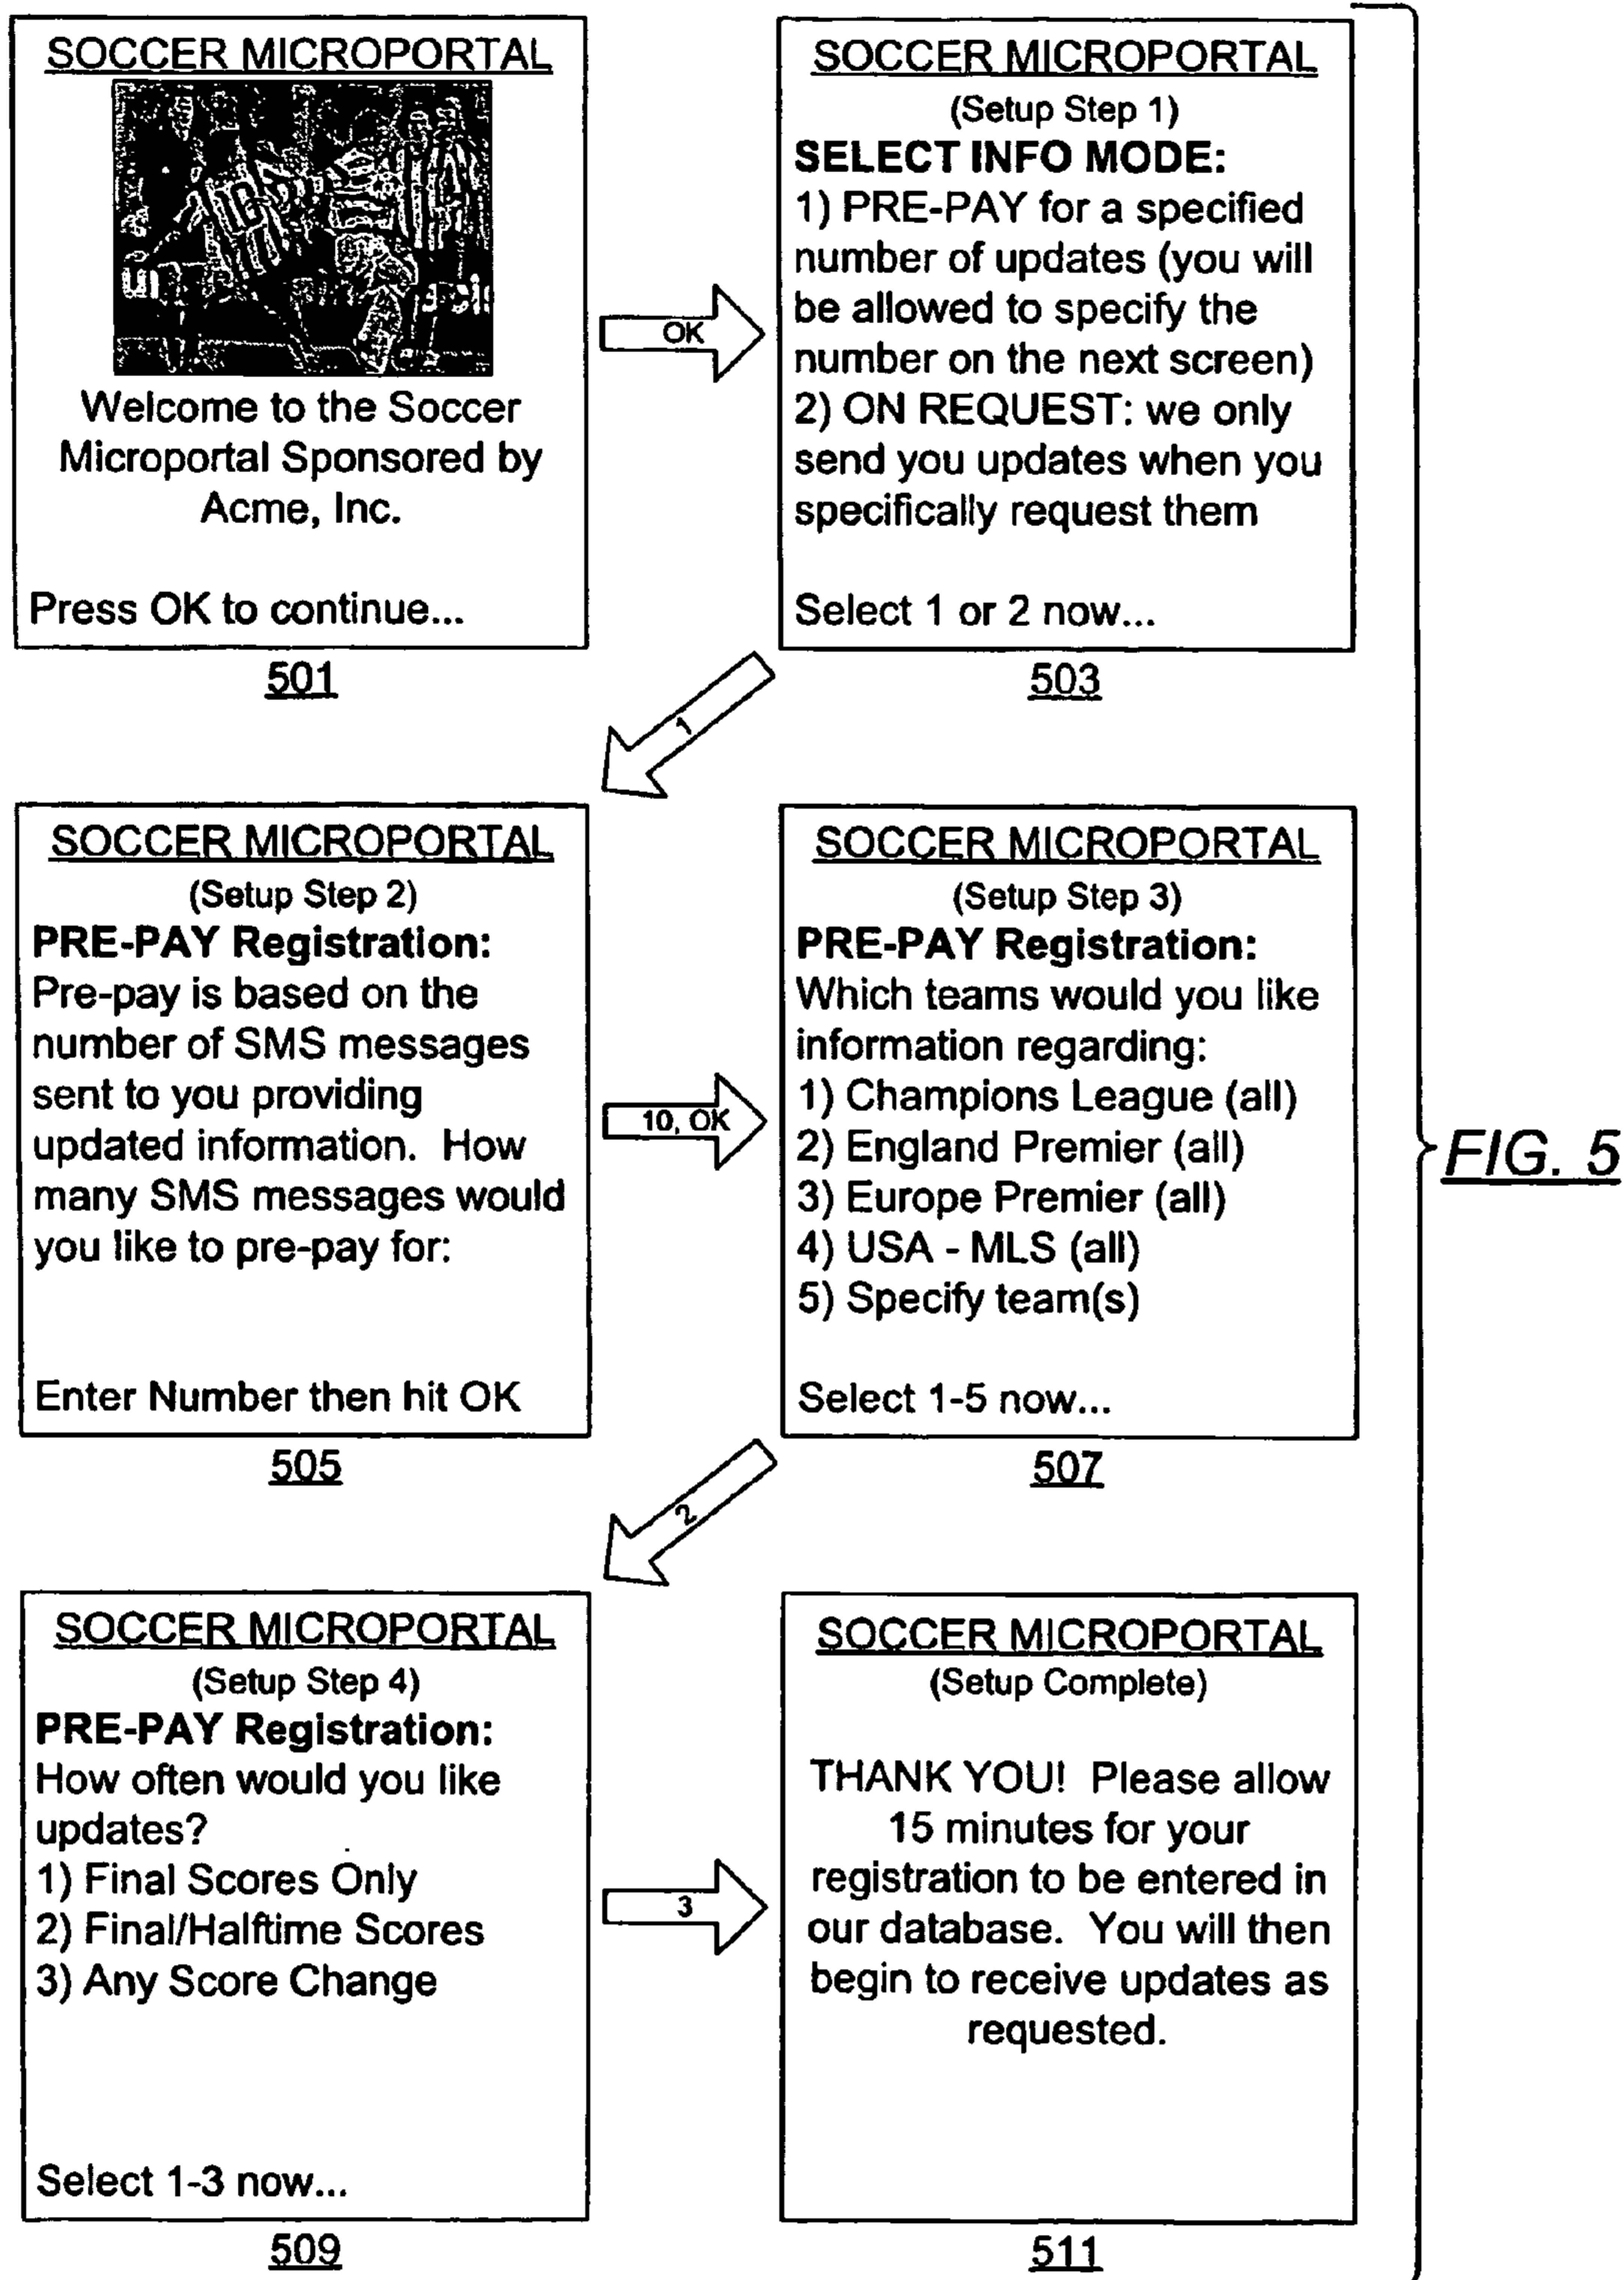 SOCCER MICROPORTAL
Welcome to the Soccer
Microportal Sponsored by
Acme, Inc.
Press OK to continue...
501
OK
SOCCER MICROPORTAL
(Setup Step 1)
SELECT INFO MODE:
1) PRE-PAY for a specified
number of updates (you will
be allowed to specify the
number on the next screen)
2) ON REQUEST: we only
send you updates when you
specifically request them
Select 1 or 2 now...
503
1
SOCCER MICROPORTAL
(Setup Step 2)
PRE-PAY Registration:
Pre-pay is based on the
number of SMS messages
sent to you providing
updated information.  How
many SMS messages would
you like to pre-pay for:
Enter Number then hit OK
505
10, OK
SOCCER MICROPORTAL
(Setup Step 3)
PRE-PAY Registration:
Which teams would you like
information regarding:
1) Champions League (all)
2) England Premier (all)
3) Europe Premier (all)
4) USA - MLS (all)
5) Specify team(s)
Select 1-5 now...
507
2
SOCCER MICROPORTAL
(Setup Step 4)
PRE-PAY Registration:
How often would you like
updates?
1) Final Scores Only
2) Final/Halftime Scores
3) Any Score Change
Select 1-3 now...
509
3
SOCCER MICROPORTAL
(Setup Complete)
THANK YOU!  Please allow
15 minutes for your
registration to be entered in
our database.  You will then
begin to receive updates as
requested.
511
FIG. 5